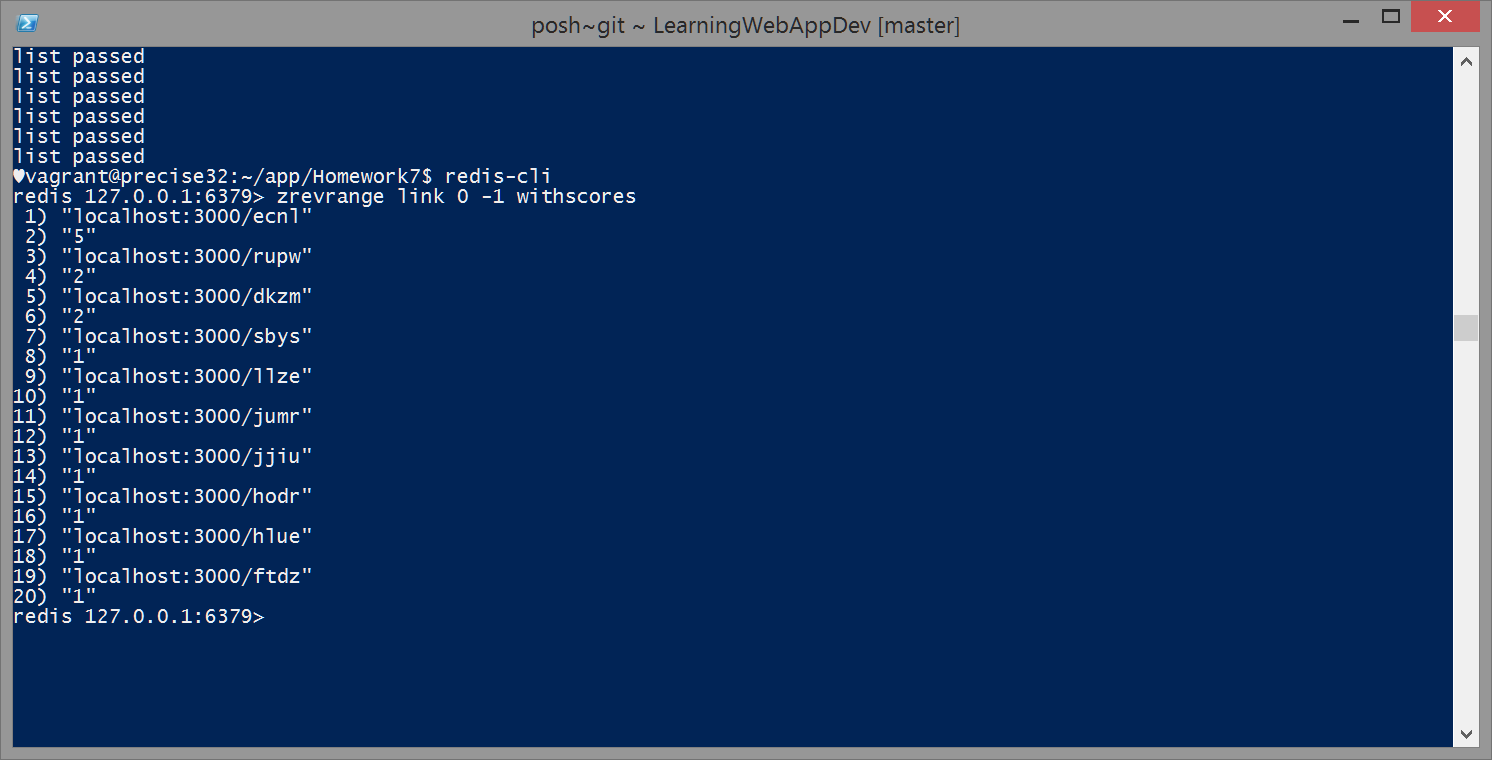 posh~git ~ LearningWebAppDev [master]
list passed
list passed
list passed
list passed
list passed
list passed
♥vagrant@precise32:~/app/Homework7$ redis-cli
redis 127.0.0.1:6379> zrevrange link 0 -1 withscores
 1) "localhost:3000/ecnl"
 2) "5"
 3) "localhost:3000/rupw"
 4) "2"
 5) "localhost:3000/dkzm"
 6) "2"
 7) "localhost:3000/sbys"
 8) "1"
 9) "localhost:3000/llze"
10) "1"
11) "localhost:3000/jumr"
12) "1"
13) "localhost:3000/jjiu"
14) "1"
15) "localhost:3000/hodr"
16) "1"
17) "localhost:3000/hlue"
18) "1"
19) "localhost:3000/ftdz"
20) "1"
redis 127.0.0.1:6379>